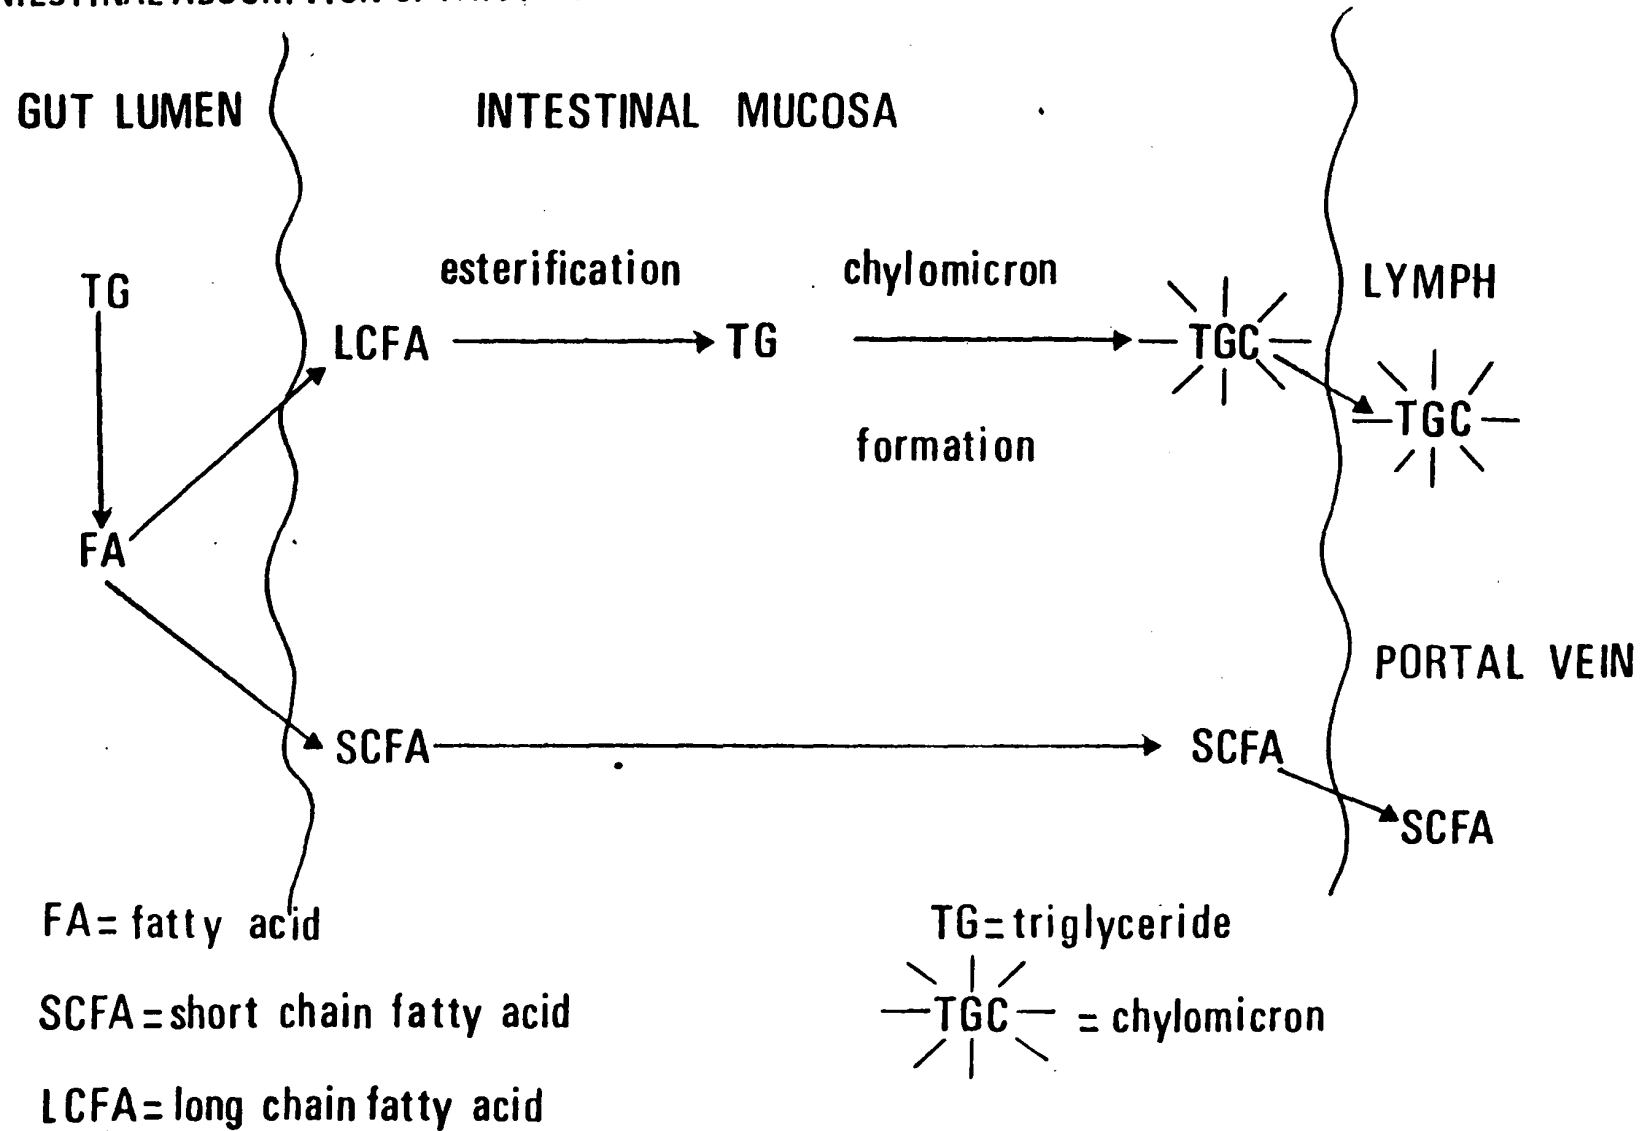 GUT LUMEN
INTESTINAL MUCOSA
TG
esterification
chylomicron
LYMPH
LCFA
TG
TGC
TGC
formation
FA
PORTAL VEIN
SCFA
SCFA
SCFA
FA= fatty acid
TG=triglyceride
SCFA=short chain fatty acid
TGC = chylomicron
LCFA=long chain fatty acid